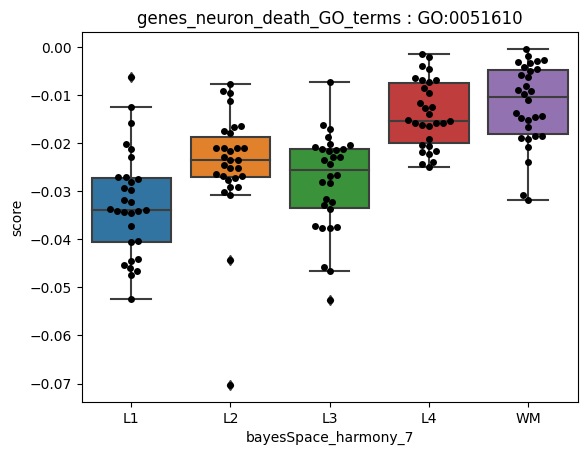 genes_neuron_death_GO_terms : GO:0051610
0.00
−0.01
−0.02
−0.03
−0.04
−0.05
−0.06
−0.07
score
L1 L2 L3 L4 WM
bayesSpace_harmony_7